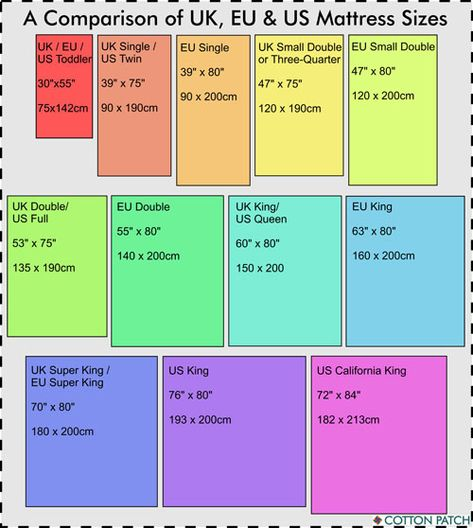 A Comparison of UK, EU & US Mattress Sizes
UK / EU /
US Toddler
30"x55"
75x142cm
UK Single /
US Twin
39" x 75"
90 x 190cm
EU Single
39" x 80"
90 x 200cm
UK Small Double
or Three-Quarter
47" x 75"
120 x 190cm
EU Small Double
47" x 80"
120 x 200cm
UK Double/
US Full
53" x 75"
135 x 190cm
EU Double
55" x 80"
140 x 200cm
UK King/
US Queen
60" x 80"
150 x 200
EU King
63" x 80"
160 x 200cm
UK Super King /
EU Super King
70" x 80"
180 x 200cm
US King
76" x 80"
193 x 200cm
US California King
72" x 84"
182 x 213cm
COTTON PATCH